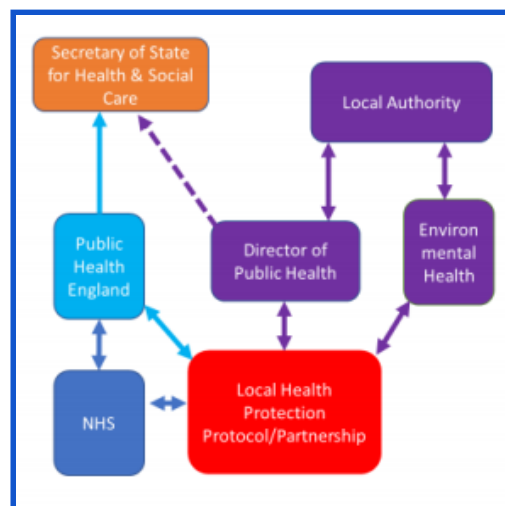 Secretary of State
for Health & Social
Care
Local Authority
Public
Health
England
Director of
Public Health
Environ
mental
Health
NHS
Local Health
Protection
Protocol/Partnership